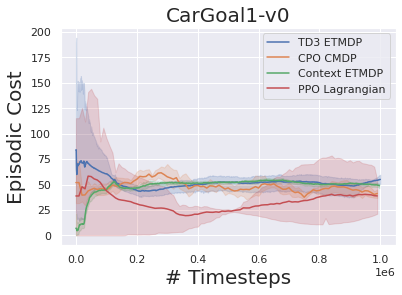 CarGoal1-v0
Episodic Cost
200
175
150
125
100
75
50
25
0
TD3 ETMDP
CPO CMDP
Context ETMDP
PPO Lagrangian
0.0 0.2 0.4 0.6 0.8 1.0
1e6
# Timesteps